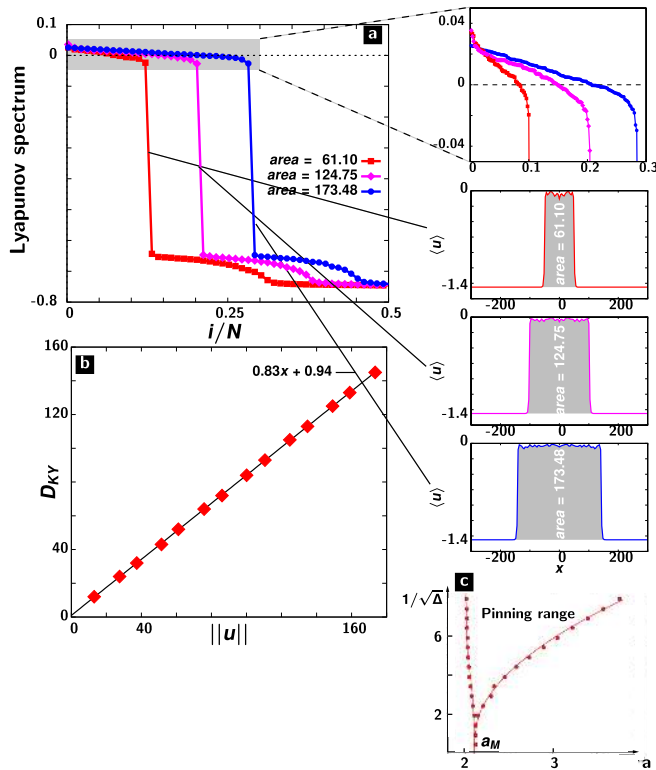 0.1
0
-0.8
Lyapunov spectrum
a
area = 61.10
area = 124.75
area = 173.48
0
0.25
0.5
i/N
0.04
0
-0.04
0
0.1
0.2
0.3
0
-1.4
⟨u⟩
area = 61.10
-200
0
200
0
-1.4
⟨u⟩
area = 124.75
-200
0
200
0
-1.4
⟨u⟩
area = 173.48
-200
0
200
x
b
160
120
40
0
D_KY
0.83x + 0.94
0
40
80
160
||u||
c
1/√Δ
Pinning range
6
4
2
2
3
a_M
a